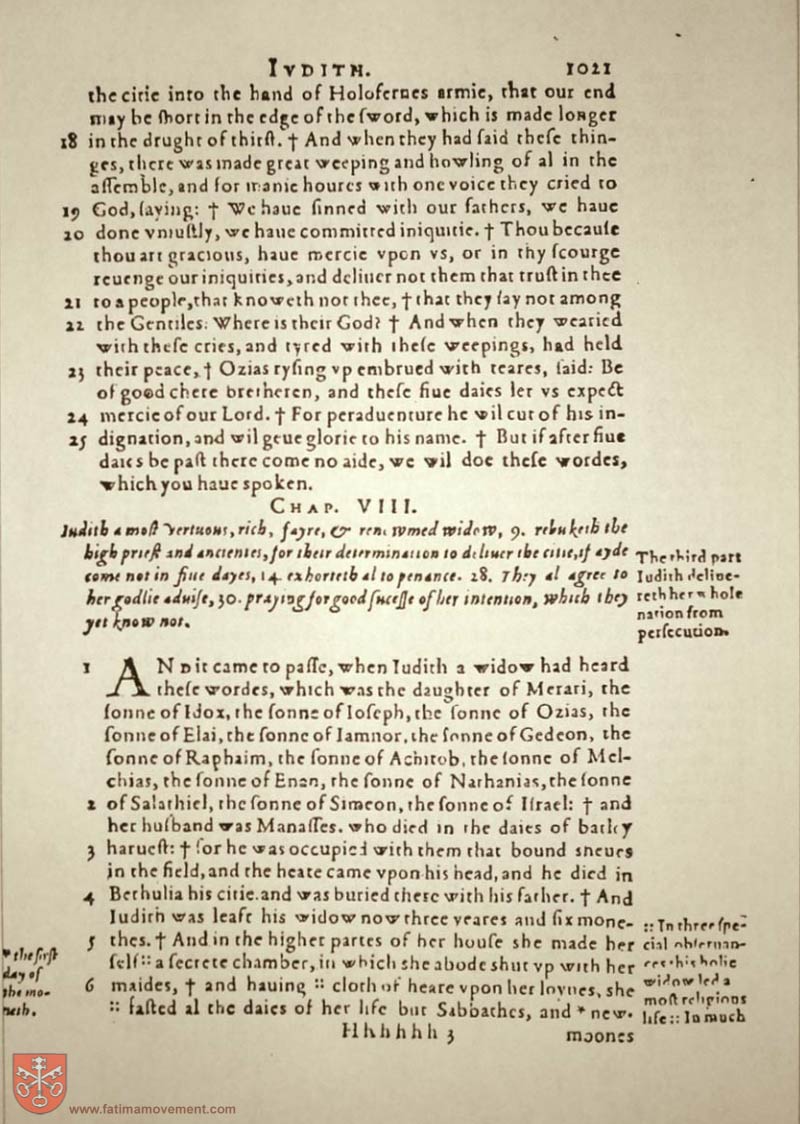 IVDITH. 1021
the citie into the hand of Holofernes armie, that our end
may be ſhort in the edge of the ſword, which is made longer
18 in the drught of thirſt. † And when they had ſaid theſe thin-
ges, there was made great weeping and howling of al in the
aſſemble, and for manie houres with one voice they cried to
19 God, ſaying: † We haue ſinned with our fathers, we haue
20 done vniuſtly, we haue committed iniquitie. † Thou becauſe
thou art gracious, haue mercie vpon vs, or in thy ſcourge
reuenge our iniquities, and deliuer not them that truſt in thee
21 to a people, that knoweth not thee, † that they ſay not among
22 the Gentiles: Where is their God? † And when they wearied
with theſe cries, and tyred with theſe weepings, had held
23 their peace, † Ozias ryſing vp embrued with teares, ſaid: Be
of good chere bretheren, and theſe fiue daies let vs expect
24 mercie of our Lord. † For peraduenture he wil cut of his in-
25 dignation, and wil geue glorie to his name. † But if after fiue
daies be paſt there come no aide, we wil doe theſe wordes,
which you haue spoken.
CHAP. VIII.
Iudith a moſt vertuous, rich, fayre, & renowmed widow, 9. rebuketh the
high prieſt and ancientes, for their determination to deliuer the citie, if ayde
come not in fiue dayes, 14. exhorteth al to penance. 28. They al agree to
her godlie aduiſe, 30. praying for good ſucceſſe of her intention, which they
yet know not.
The third part
Iudith deliue-
reth her whole
nation from
perſecution.
1 AND it came to paſſe, when Iudith a widow had heard
theſe wordes, which was the daughter of Merari, the
ſonne of Idox, the ſonne of Ioſeph, the ſonne of Ozias, the
ſonne of Elai, the ſonne of Iamnor, the ſonne of Gedeon, the
ſonne of Raphaim, the ſonne of Achitob, the ſonne of Mel-
chias, the ſonne of Enan, the ſonne of Nathanias, the ſonne
2 of Salathiel, the ſonne of Simeon, the ſonne of Iſrael: † and
her huſband was Manaſſes. who died in the daies of barley
3 harueſt: † for he was occupied with them that bound sheues
in the field, and the heate came vpon his head, and he died in
4 Bethulia his citie. and was buried there with his father. † And
Iudith was leaft his widow now three yeares and ſix mone-
5 thes. † And in the higher partes of her houſe she made her
ſelf :: a ſecrete chamber, in which she abode shut vp with her
6 maides, † and hauing :: cloth of heare vpon her loynes, she
:: faſted al the daies of her life but Sabbathes, and * new-
* the firſt
day of
the mo-
neth.
:: In three ſpe-
cial obſeruan-
ces this holie
widow led a
moſt religious
life :: In much
Hhhhhh 3 moones
www.fatimamovement.com